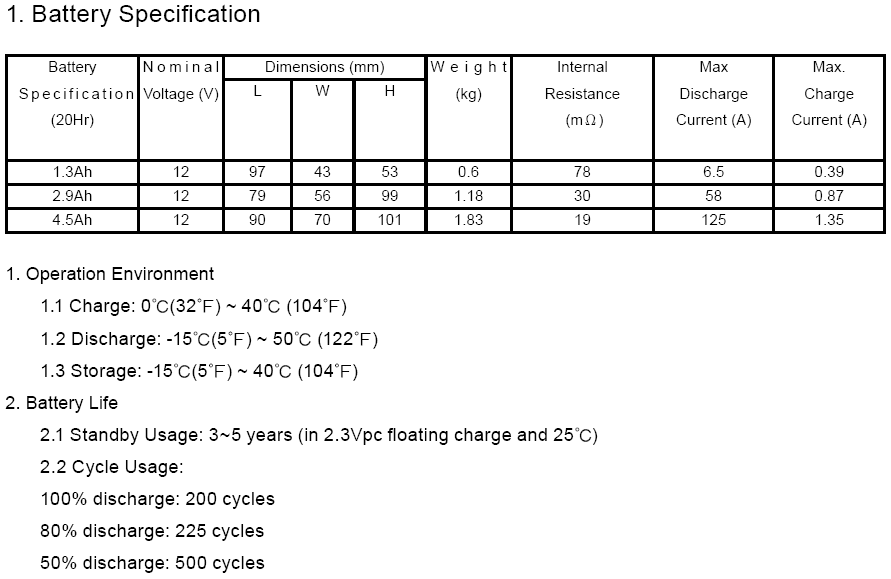 1. Battery Specification
Battery Specification (20Hr) Nominal Voltage (V) Dimensions (mm) L W H Weight (kg) Internal Resistance (mΩ) Max Discharge Current (A) Max. Charge Current (A)
1.3Ah 12 97 43 53 0.6 78 6.5 0.39
2.9Ah 12 79 56 99 1.18 30 58 0.87
4.5Ah 12 90 70 101 1.83 19 125 1.35
1. Operation Environment
1.1 Charge: 0℃(32℉) ~ 40℃ (104℉)
1.2 Discharge: -15℃(5℉) ~ 50℃ (122℉)
1.3 Storage: -15℃(5℉) ~ 40℃ (104℉)
2. Battery Life
2.1 Standby Usage: 3~5 years (in 2.3Vpc floating charge and 25℃)
2.2 Cycle Usage:
100% discharge: 200 cycles
80% discharge: 225 cycles
50% discharge: 500 cycles